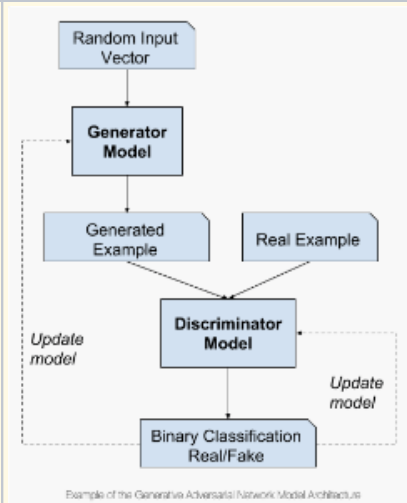 Random Input
Vector
Generator
Model
Generated
Example
Real Example
Discriminator
Model
Update
model
Update
model
Binary Classification
Real/Fake
Example of the Generative Adversarial Network Model Architecture